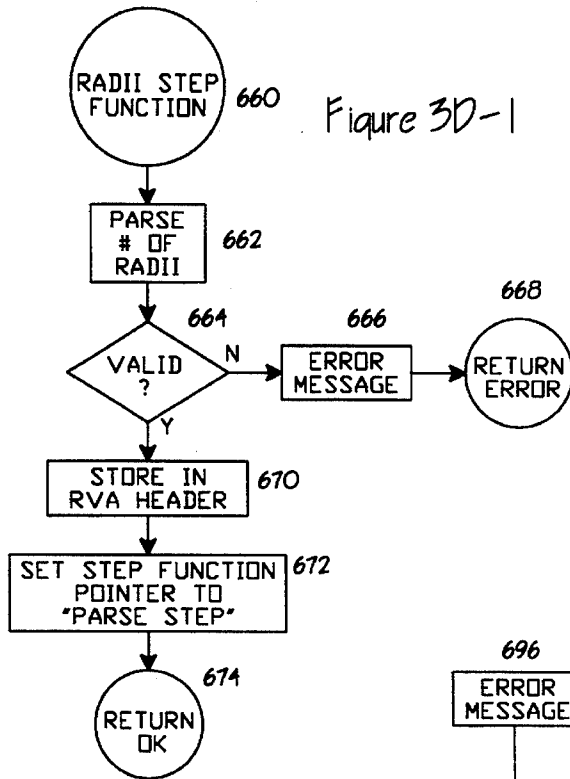 RADII STEP
FUNCTION
660
Figure 3D-1
PARSE
# OF
RADII
662
664
VALID
?
N
Y
666
ERROR
MESSAGE
668
RETURN
ERROR
STORE IN
RVA HEADER
670
SET STEP FUNCTION
POINTER TO
"PARSE STEP"
672
674
RETURN
OK
696
ERROR
MESSAGE